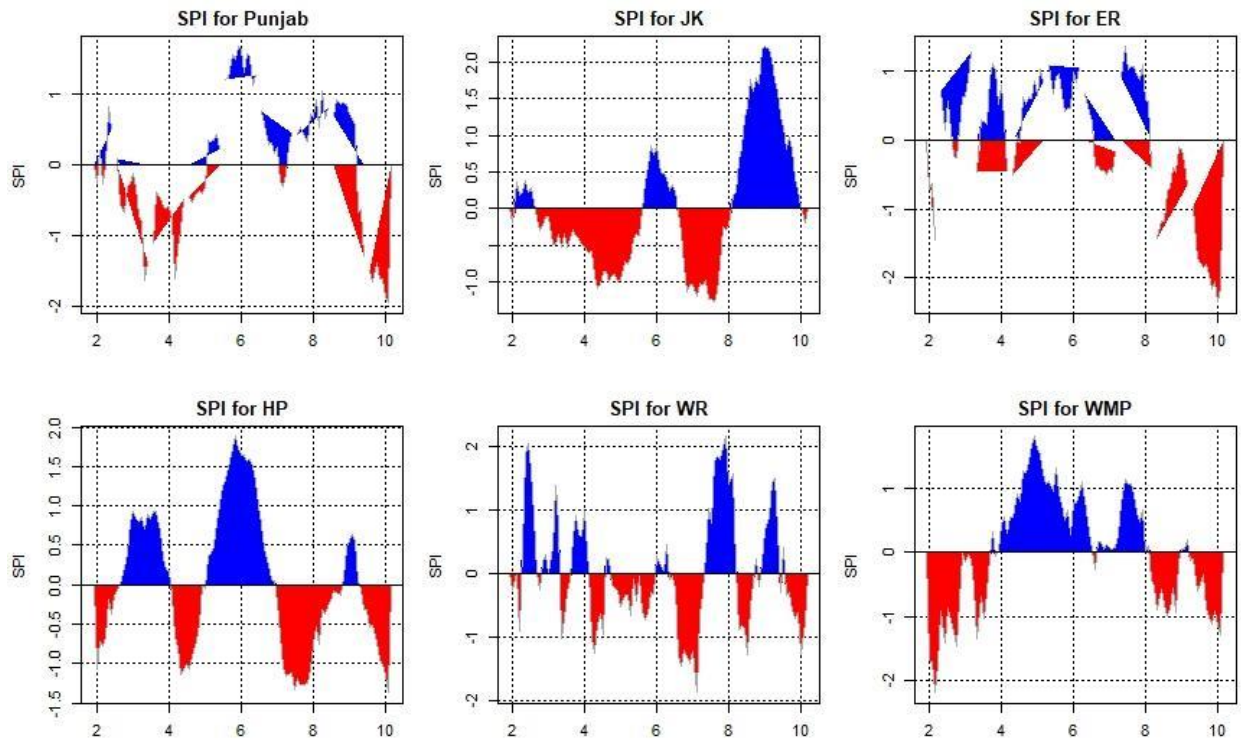 SPI for Punjab
SPI
1
0
-1
-2
2 4 6 8 10
SPI for JK
SPI
2.0
1.5
1.0
0.5
0.0
-1.0
2 4 6 8 10
SPI for ER
SPI
1
0
-1
-2
2 4 6 8 10
SPI for HP
SPI
2.0
1.5
1.0
0.5
0.0
-0.5
-1.0
-1.5
2 4 6 8 10
SPI for WR
SPI
2
1
0
-1
-2
2 4 6 8 10
SPI for WMP
SPI
1
0
-1
-2
2 4 6 8 10